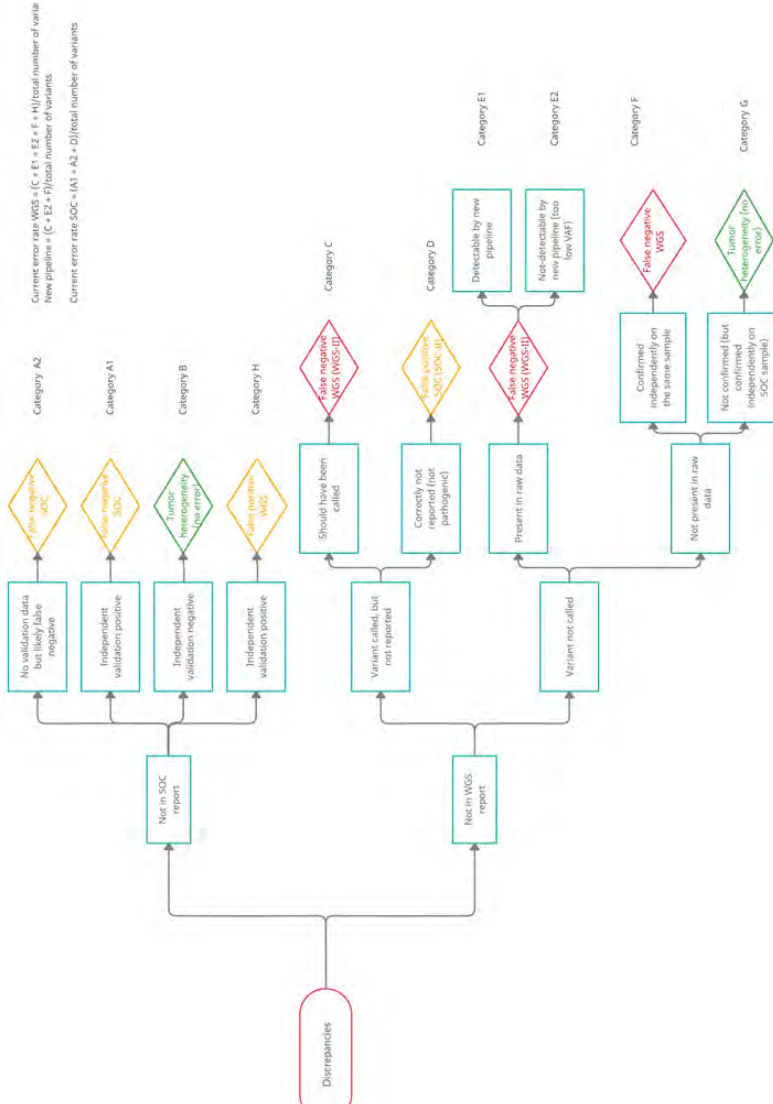 Current error rate WGS = (C + E1 + E2 + F + H)/total number of
New pipeline = (C + E2 + F)/total number of variants
Current error rate SOC = (A1 + A2 + D)/total number of variants
Discrepancies
Not in SOC
report
No validation data
but likely false
negative
False negative
SOC
Category A2
Independent
validation positive
False negative
SOC
Category A1
Independent
validation negative
Tumor
heterogeneity
(no error)
Category B
Independent
validation positive
False positive
WGS
Category H
Not in WGS
report
Variant called, but
not reported
Should have been
called
False negative
WGS (WGS-II)
Category C
Correctly not
reported (not
pathogenic)
False positive
SOC (SOC-II)
Category D
Variant not called
Present in raw data
False negative
WGS (WGS-II)
Detectable by new
pipeline
Category E1
Not-detectable by
new pipeline (too
low VAF)
Category E2
Not present in raw
data
Confirmed
independently on
the same sample
False negative
WGS
Category F
Not confirmed (but
confirmed
independently on
SOC sample)
Tumor
heterogeneity (no
error)
Category G